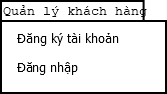 Quản lý khách hàng
Đăng ký tài khoản
Đăng nhập